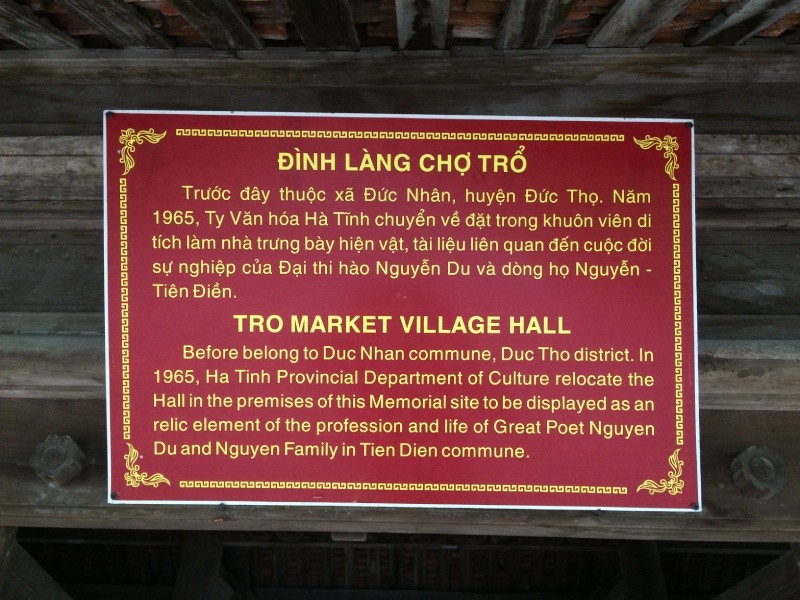 ĐÌNH LÀNG CHỢ TRỔ
Trước đây thuộc xã Đức Nhân, huyện Đức Thọ. Năm
1965, Ty Văn hóa Hà Tĩnh chuyển về đặt trong khuôn viên di
tích làm nhà trưng bày hiện vật, tài liệu liên quan đến cuộc đời
sự nghiệp của Đại thi hào Nguyễn Du và dòng họ Nguyễn -
Tiên Điền.
TRO MARKET VILLAGE HALL
Before belong to Duc Nhan commune, Duc Tho district. In
1965, Ha Tinh Provincial Department of Culture relocate the
Hall in the premises of this Memorial site to be displayed as an
relic element of the profession and life of Great Poet Nguyen
Du and Nguyen Family in Tien Dien commune.